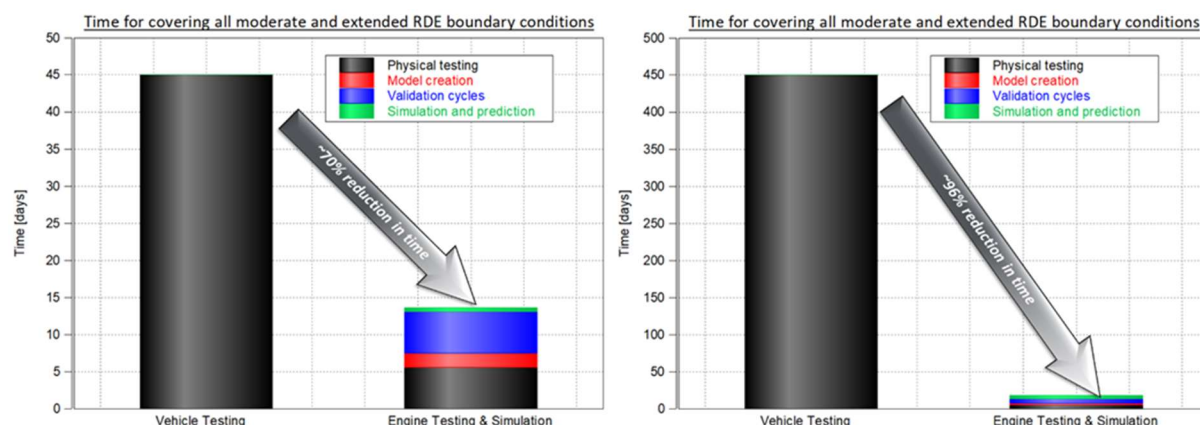 Time for covering all moderate and extended RDE boundary conditions
50
45
40
35
30
25
20
15
10
5
0
Time [days]
Physical testing
Model creation
Validation cycles
Simulation and prediction
~70% reduction in time
Vehicle Testing
Engine Testing & Simulation
Time for covering all moderate and extended RDE boundary conditions
500
450
400
350
300
250
200
150
100
50
0
Time [days]
Physical testing
Model creation
Validation cycles
Simulation and prediction
~96% reduction in time
Vehicle Testing
Engine Testing & Simulation